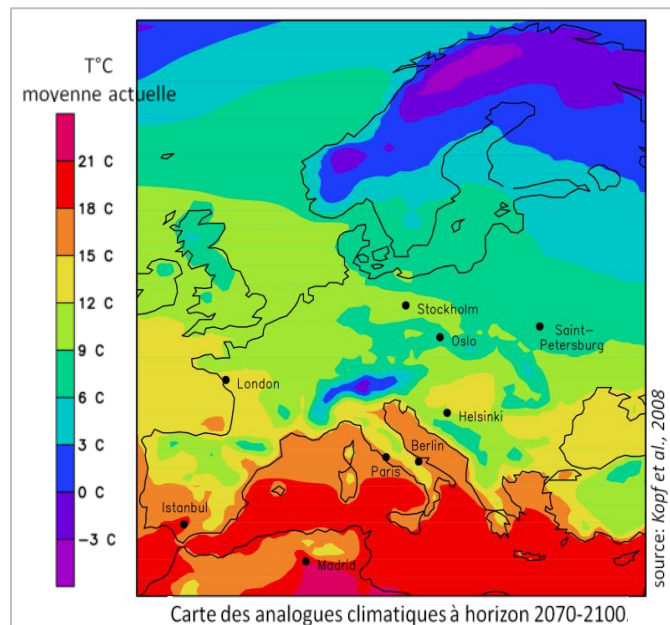 T°C
moyenne actuelle
21 C
18 C
15 C
12 C
9 C
6 C
3 C
0 C
−3 C
Stockholm
Oslo
Saint-
Petersburg
London
Helsinki
Berlin
Paris
Istanbul
Madrid
source: Kopf et al., 2008
Carte des analogues climatiques à horizon 2070-2100.